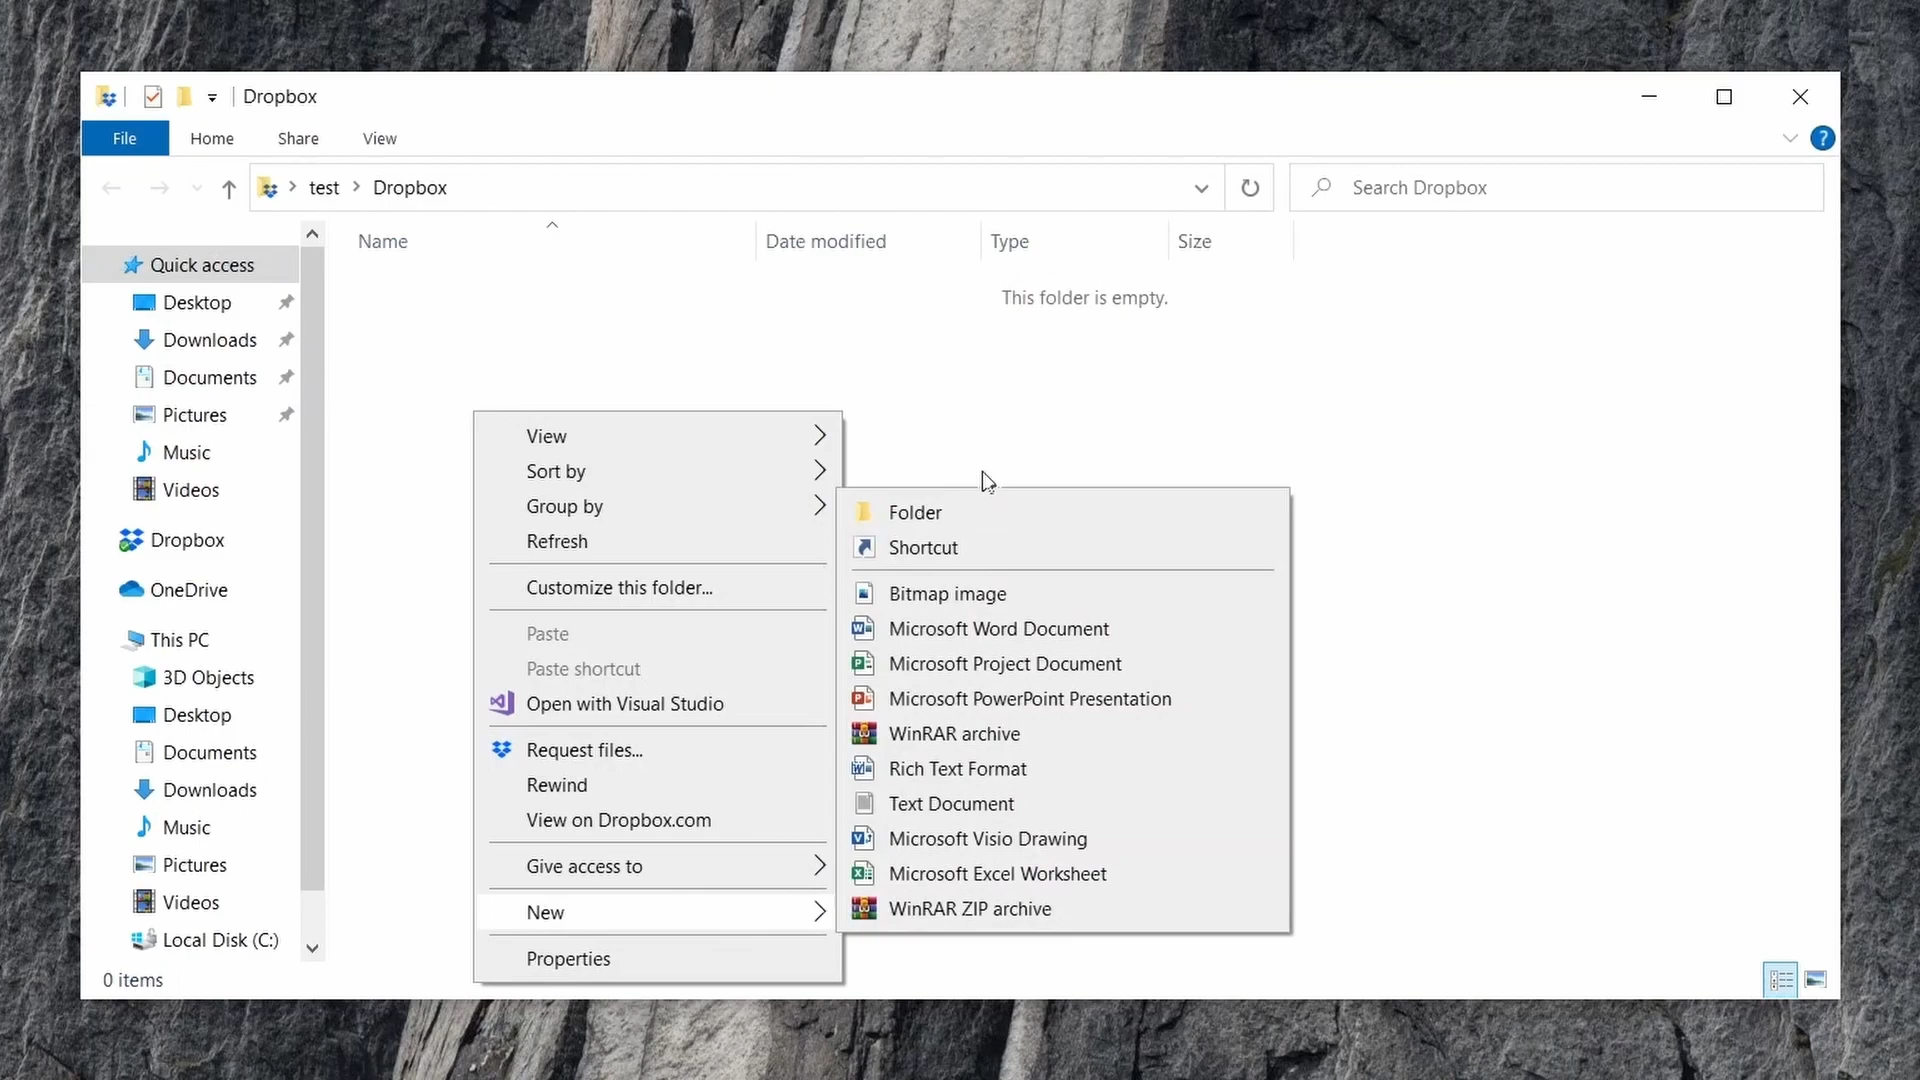 Dropbox
File Home Share View
test Dropbox Search Dropbox
Name Date modified Type Size
This folder is empty.
Quick access
Desktop
Downloads
Documents
Pictures
Music
Videos
Dropbox
OneDrive
This PC
3D Objects
Desktop
Documents
Downloads
Music
Pictures
Videos
Local Disk (C:)
0 items
View
Sort by
Group by
Refresh
Customize this folder...
Paste
Paste shortcut
Open with Visual Studio
Request files...
Rewind
View on Dropbox.com
Give access to
New
Properties
Folder
Shortcut
Bitmap image
Microsoft Word Document
Microsoft Project Document
Microsoft PowerPoint Presentation
WinRAR archive
Rich Text Format
Text Document
Microsoft Visio Drawing
Microsoft Excel Worksheet
WinRAR ZIP archive